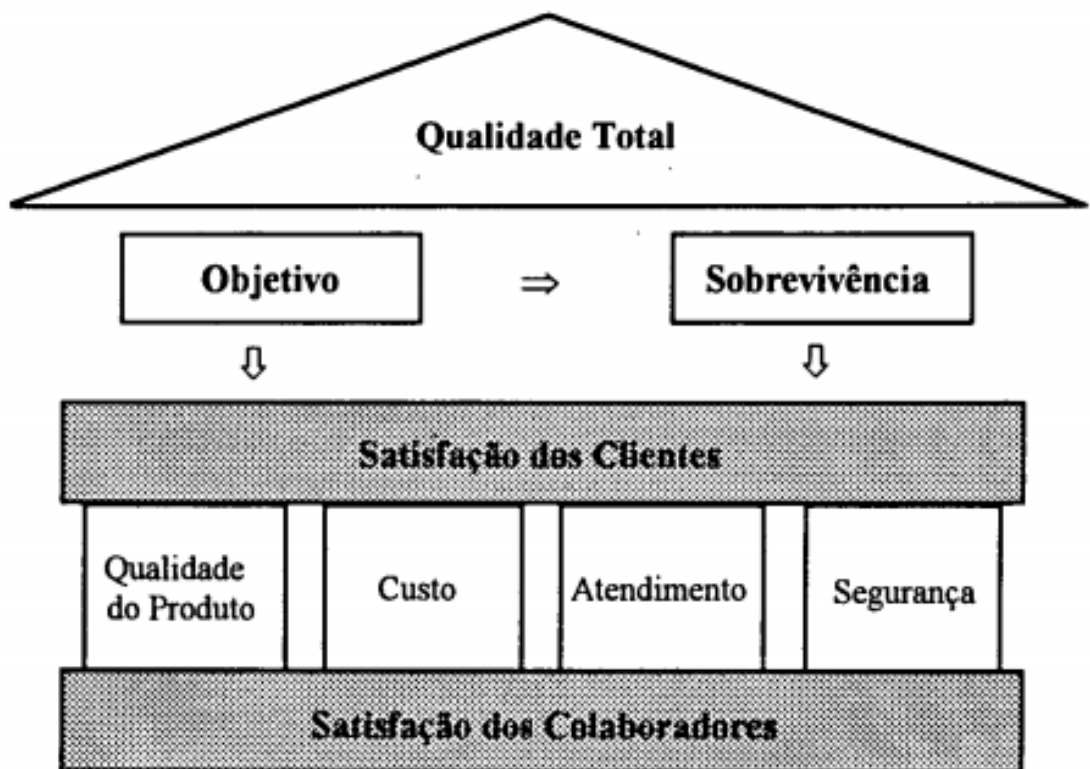 Qualidade Total
Objetivo
⇒
Sobrevivência
Satisfação dos Clientes
Qualidade
do Produto
Custo
Atendimento
Segurança
Satisfação dos Colaboradores